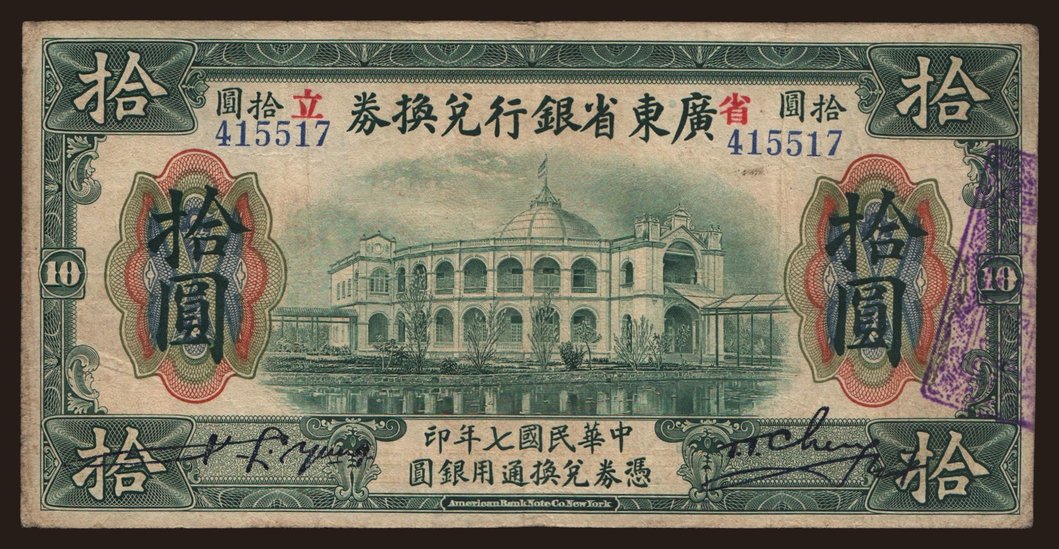 拾
拾
圓拾
立
券換兌行銀省東廣
省
圓拾
415517
415517
拾圓
拾圓
10
10
印年七國民華中
圓銀用通換兌券憑
拾
拾
American Bank Note Co. New York